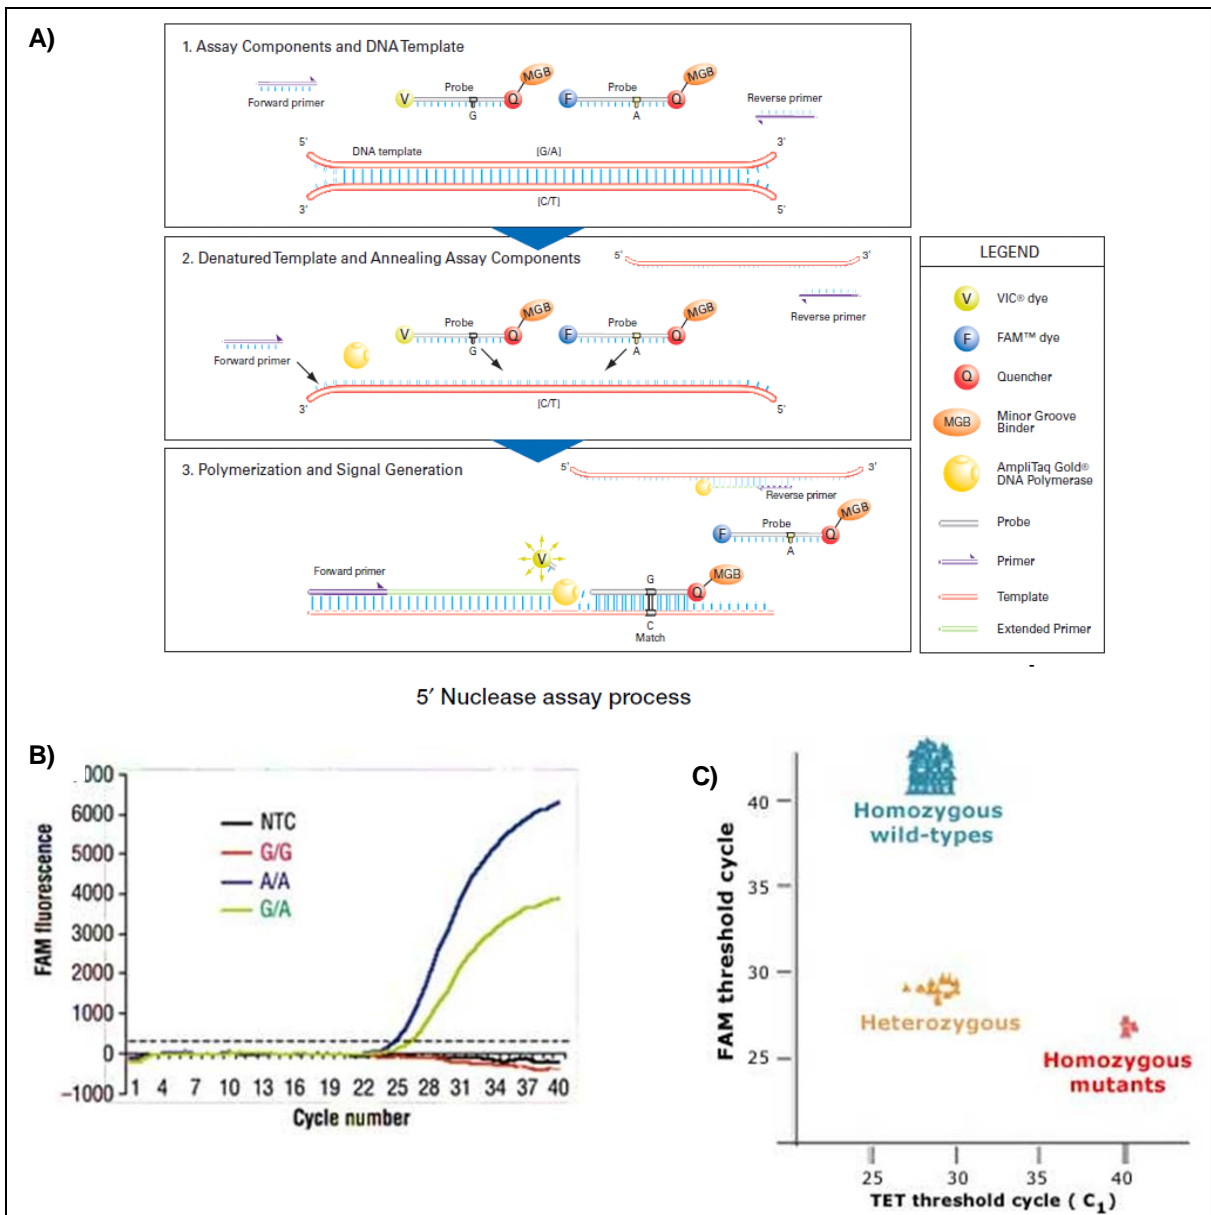 A)
1. Assay Components and DNA Template
Forward primer
V
Probe
G
Q
MGB
F
Probe
A
Q
MGB
Reverse primer
5'
3'
DNA template
[G/A]
[C/T]
3'
5'
2. Denatured Template and Annealing Assay Components
5'
3'
Reverse primer
Forward primer
V
Probe
G
Q
MGB
F
Probe
A
Q
MGB
3'
[C/T]
5'
3. Polymerization and Signal Generation
5'
3'
Reverse primer
F
Probe
A
Q
MGB
V
Forward primer
G
Q
MGB
C
Match
LEGEND
V VIC® dye
F FAM™ dye
Q Quencher
MGB Minor Groove
Binder
AmpliTaq Gold®
DNA Polymerase
Probe
Primer
Template
Extended Primer
5' Nuclease assay process
B)
000
6000
5000
4000
3000
2000
1000
0
-1000
FAM fluorescence
NTC
G/G
A/A
G/A
1 4 7 10 13 16 19 22 25 28 31 34 37 40
Cycle number
C)
FAM threshold cycle
40
35
30
25
Homozygous
wild-types
Heterozygous
Homozygous
mutants
25 30 35 40
TET threshold cycle ( C1)